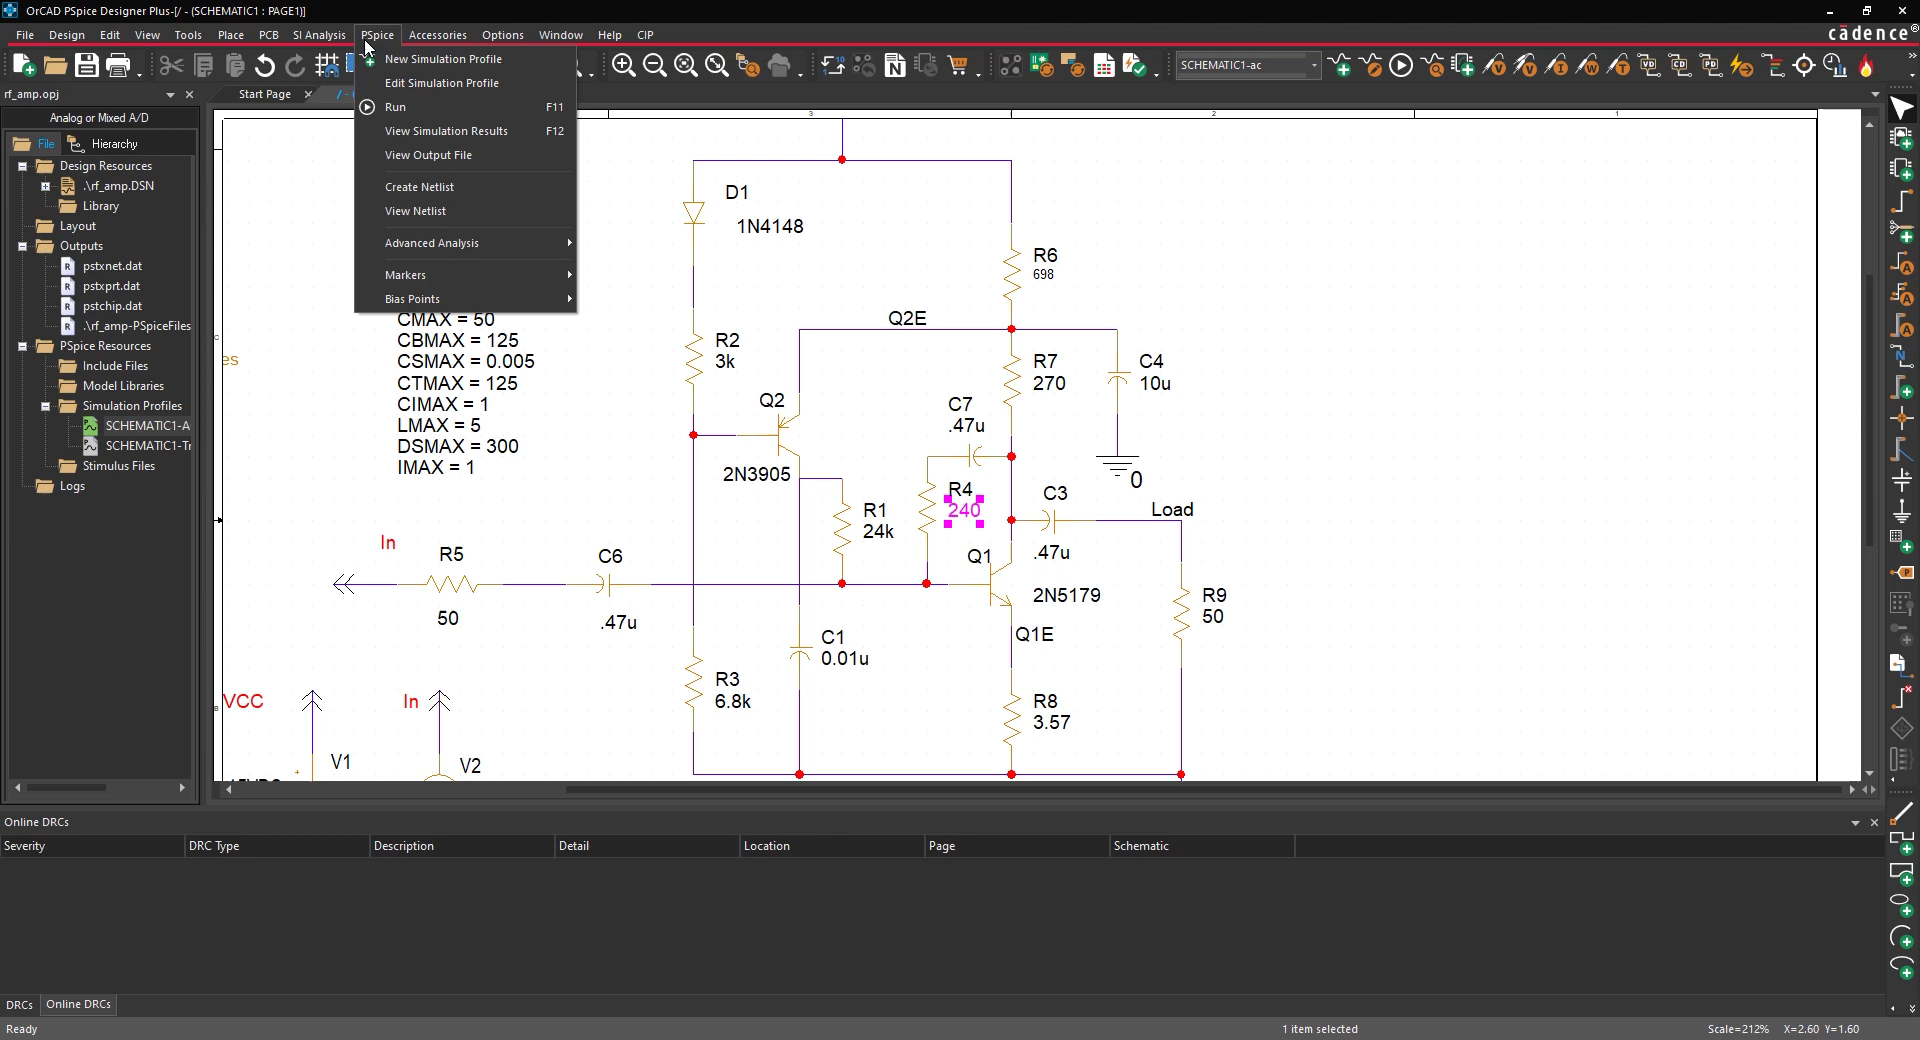 OrCAD PSpice Designer Plus-[/ - (SCHEMATIC1 : PAGE1)]
File Design Edit View Tools Place PCB SI Analysis PSpice Accessories Options Window Help CIP
cadence®
SCHEMATIC1-ac
rf_amp.opj
Start Page
Analog or Mixed A/D
File Hierarchy
Design Resources
.\rf_amp.DSN
Library
Layout
Outputs
pstxnet.dat
pstxprt.dat
pstchip.dat
.\rf_amp-PSpiceFiles
PSpice Resources
Include Files
Model Libraries
Simulation Profiles
SCHEMATIC1-A
SCHEMATIC1-Tr
Stimulus Files
Logs
New Simulation Profile
Edit Simulation Profile
Run F11
View Simulation Results F12
View Output File
Create Netlist
View Netlist
Advanced Analysis
Markers
Bias Points
3 2 1
C
B
es
CMAX = 50
CBMAX = 125
CSMAX = 0.005
CTMAX = 125
CIMAX = 1
LMAX = 5
DSMAX = 300
IMAX = 1
D1
1N4148
R6
698
Q2E
R2
3k
R7
270
C4
10u
Q2
2N3905
C7
.47u
0
R4
240
R1
24k
C3
.47u
Load
In
R5
50
C6
.47u
Q1
2N5179
Q1E
R9
50
C1
0.01u
R3
6.8k
R8
3.57
VCC
In
V1
V2
Online DRCs
Severity DRC Type Description Detail Location Page Schematic
DRCs Online DRCs
Ready 1 item selected Scale=212% X=2.60 Y=1.60